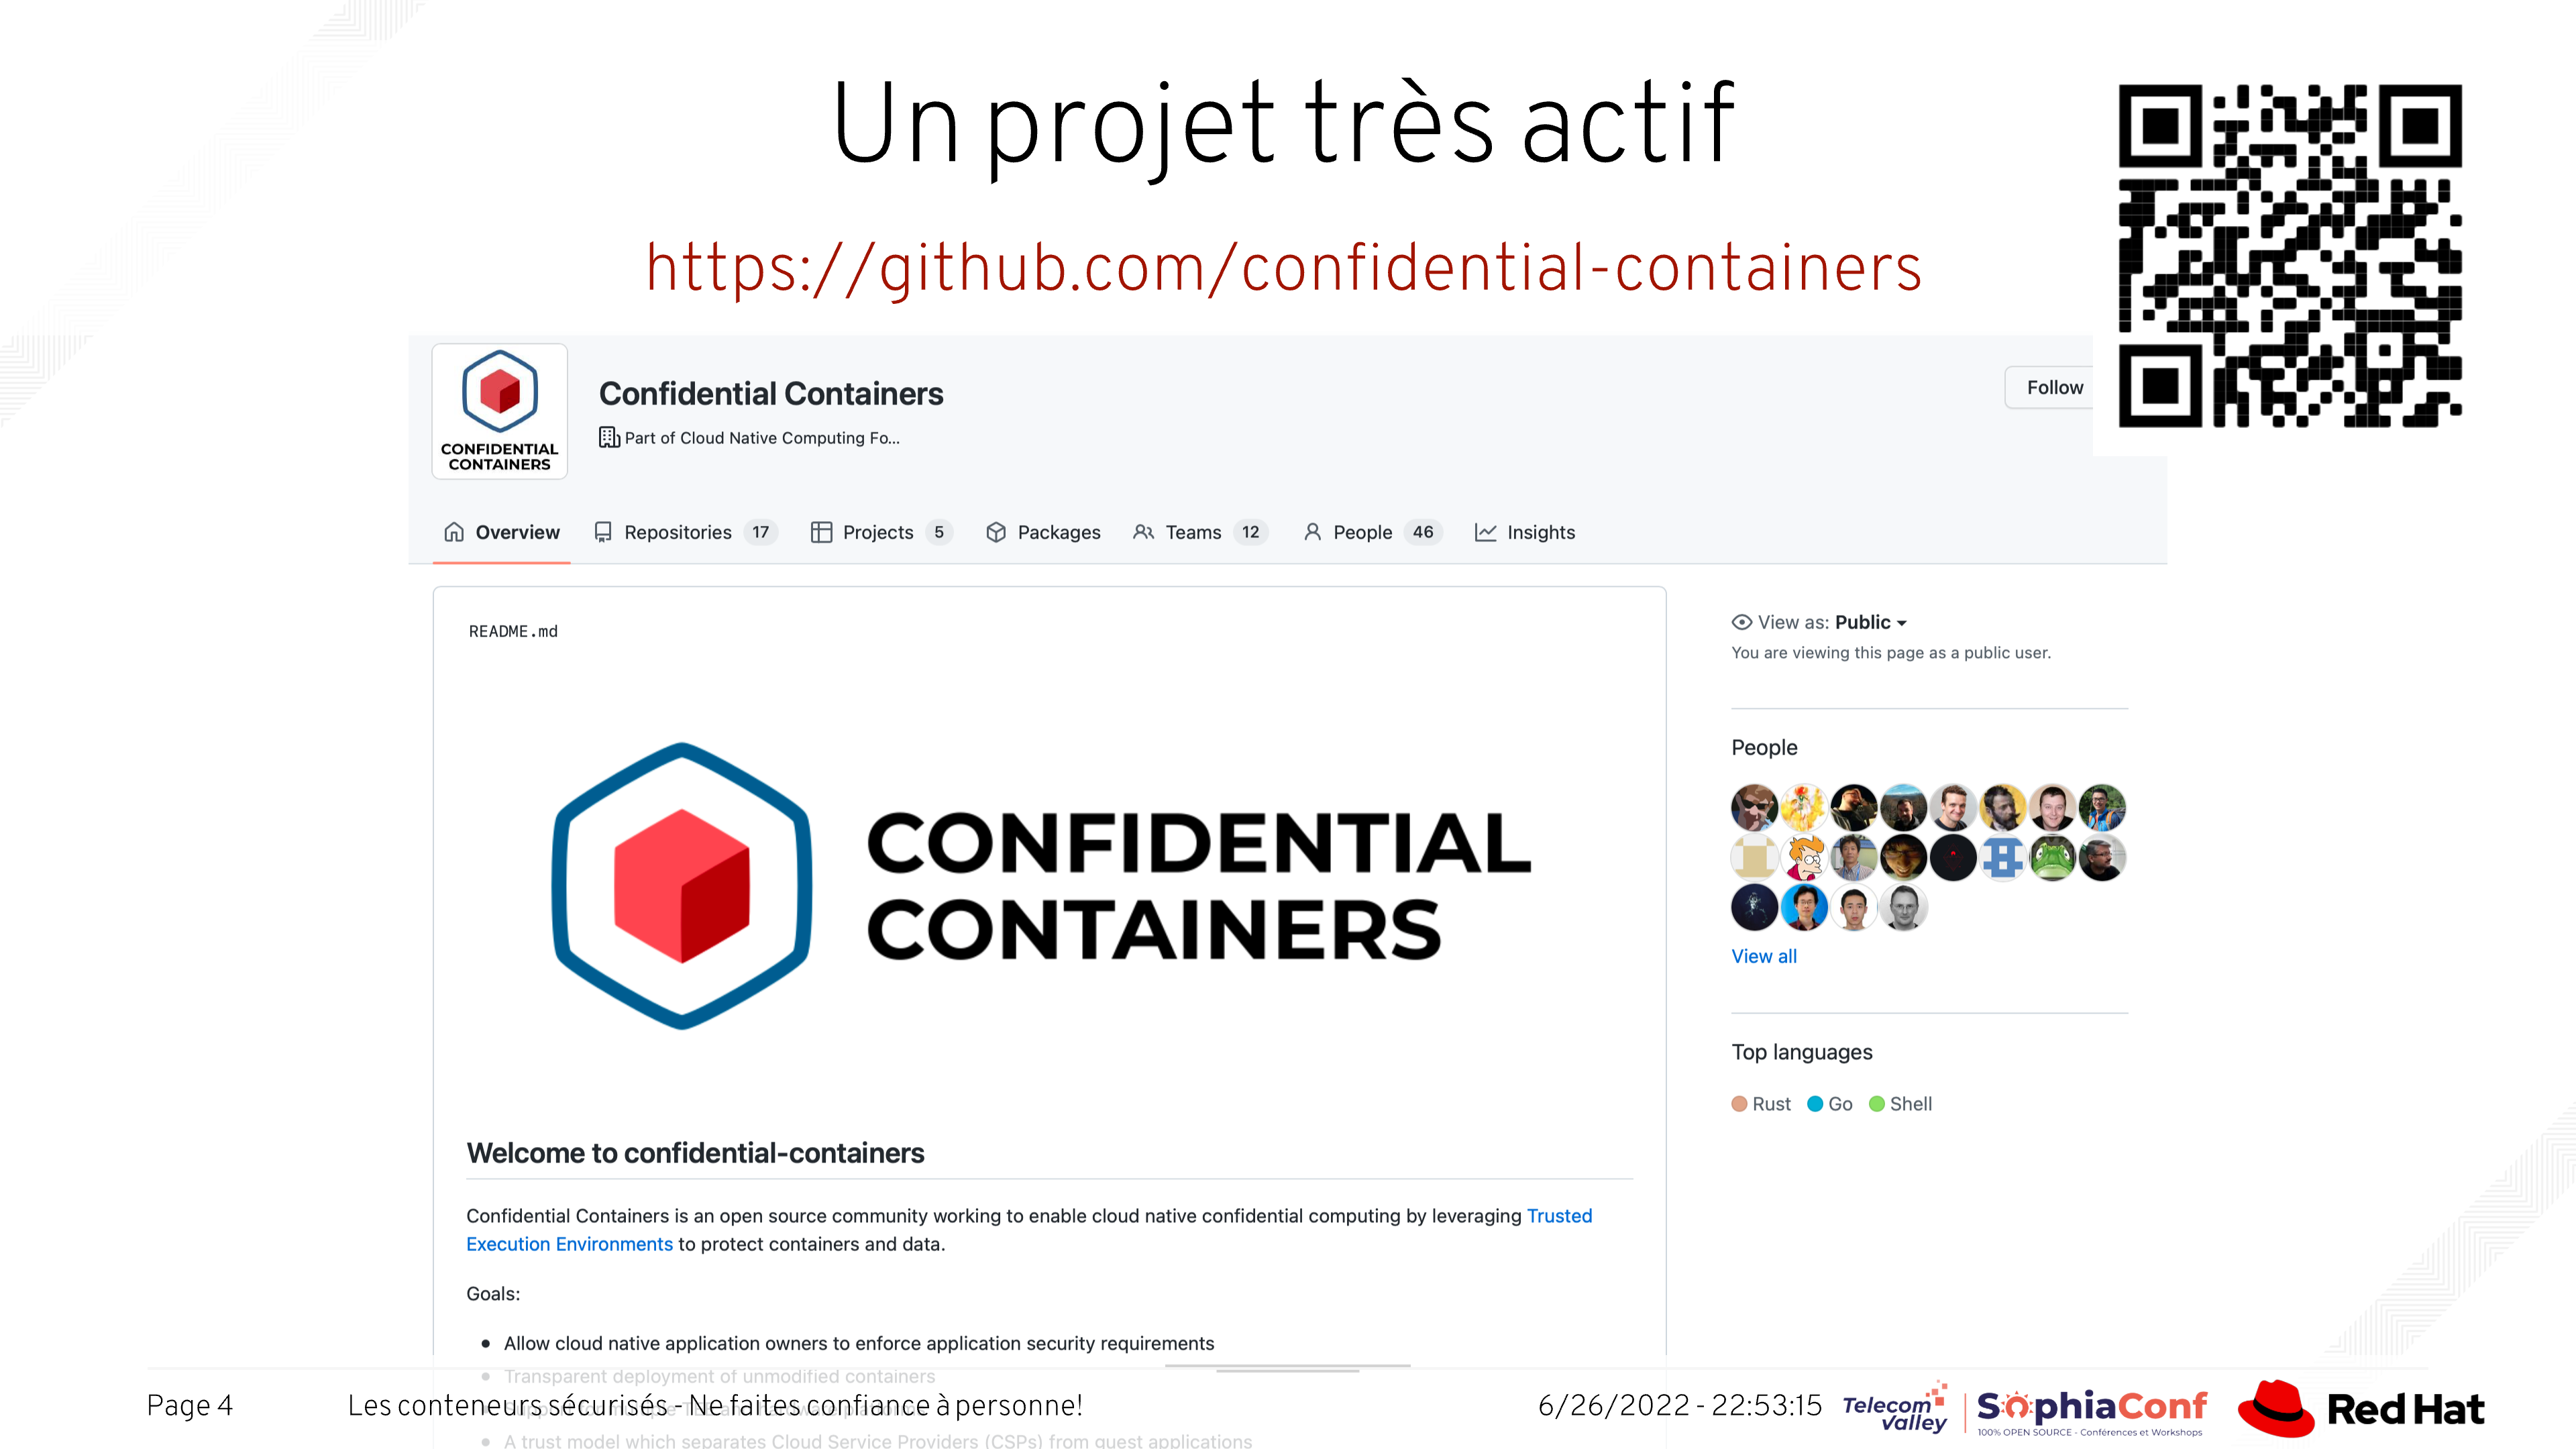 Un projet très actif
https://github.com/confidential-containers
CONFIDENTIAL
CONTAINERS
Confidential Containers
Part of Cloud Native Computing Fo...
Follow
Overview Repositories 17 Projects 5 Packages Teams 12 People 46 Insights
README.md
CONFIDENTIAL
CONTAINERS
Welcome to confidential-containers
Confidential Containers is an open source community working to enable cloud native confidential computing by leveraging Trusted
Execution Environments to protect containers and data.
Goals:
Allow cloud native application owners to enforce application security requirements
Transparent deployment of unmodified containers
A trust model which separates Cloud Service Providers (CSPs) from guest applications
View as: Public
You are viewing this page as a public user.
People
View all
Top languages
Rust Go Shell
Page 4
Les conteneurs sécurisés - Ne faites confiance à personne!
6/26/2022 - 22:53:15
Telecom
valley
SophiaConf
100% OPEN SOURCE - Conférences et Workshops
Red Hat